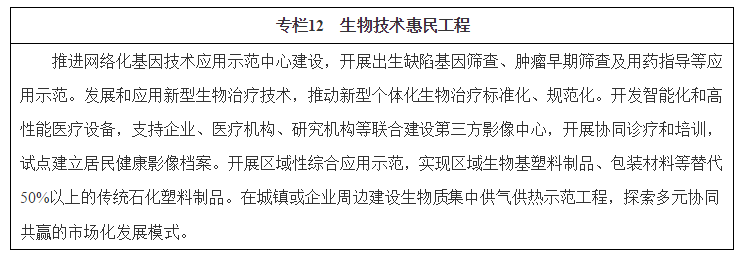 专栏12 生物技术惠民工程
推进网络化基因技术应用示范中心建设，开展出生缺陷基因筛查、肿瘤早期筛查及用药指导等应
用示范。发展和应用新型生物治疗技术，推动新型个体化生物治疗标准化、规范化。开发智能化和高
性能医疗设备，支持企业、医疗机构、研究机构等联合建设第三方影像中心，开展协同诊疗和培训，
试点建立居民健康影像档案。开展区域性综合应用示范，实现区域生物基塑料制品、包装材料等替代
50%以上的传统石化塑料制品。在城镇或企业周边建设生物质集中供气供热示范工程，探索多元协同
共赢的市场化发展模式。